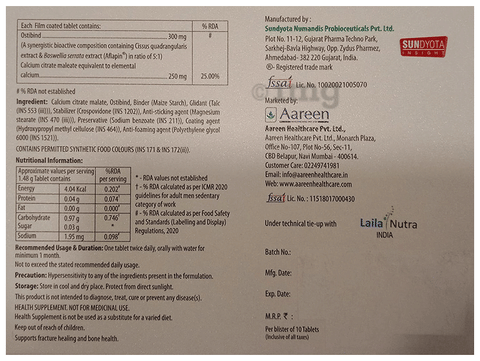 Each Film coated tablet contains: % RDA
Ostibind 300 mg #
(A synergistic bioactive composition containing Cissus quadrangularis
extract & Boswellia serrata extract (Aflapin®) in ratio of 5:1)
Calcium citrate maleate equivalent to elemental
calcium 250 mg 25.00%
# % RDA not established
Ingredient: Calcium citrate malate, Ostibind, Binder (Maize Starch), Glidant (Talc
(INS 553 (iii))), Stabilizer (Crospovidone (INS 1202)), Anti-sticking agent (Magnesium
stearate (INS 470 (iii))), Preservative (Sodium benzoate (INS 211)), Coating agent
(Hydroxypropyl methyl cellulose (INS 464)), Anti-foaming agent (Polyethylene glycol
6000 (INS 1521)).
CONTAINS PERMITTED SYNTHETIC FOOD COLOURS (INS 171 & INS 172(ii)).
Nutritional Information:
Approximate values per serving %RDA
1.48 g Tablet contains per serving
Energy 4.04 Kcal 0.202#
Protein 0.04 g 0.074†
Fat 0.00 g 0.000†
Carbohydrate 0.97 g 0.746†
Sugar 0.03 g *
Sodium 1.95 mg 0.098#
* - RDA values not established
† - % RDA calculated as per ICMR 2020
guidelines for adult men sedentary
category of work
# - % RDA calculated as per Food Safety
and Standards (Labelling and Display)
Regulations, 2020
Recommended Usage & Duration: One tablet twice daily, orally with water for
minimum 1 month.
Not to exceed the stated recommended daily usage.
Precaution: Hypersensitivity to any of the ingredients present in the formulation.
Storage: Store in cool and dry place. Protect from direct sunlight.
This product is not intended to diagnose, treat, cure or prevent any disease(s).
HEALTH SUPPLEMENT. NOT FOR MEDICINAL USE.
Health Supplement is not be used as a substitute for a varied diet.
Keep out of reach of children.
Supports fracture healing and bone health.
Manufactured by :
Sundyota Numandis Probioceuticals Pvt. Ltd.
Plot No. 11-12, Gujarat Pharma Techno Park,
Sarkhej-Bavla Highway, Opp. Zydus Pharmez,
Ahmedabad- 382 220 Gujarat, India.
®- Registered trade mark
SUNDYOTA
INSIGHT
fssai Lic. No.: 10020021005070
Marketed by:
Aareen
Aareen Healthcare Pvt. Ltd.,
Aareen Healthcare Pvt. Ltd., Monarch Plaza,
Office No-107, Plot No-56, Sec-11,
CBD Belapur, Navi Mumbai - 400614.
Customer Care: 02249741981
Email: info@aareenhealthcare.in
Web: www.aareenhealthcare.com
fssai Lic. No.: 11518017000430
Under technical tie-up with Laila Nutra
INDIA
Batch No.:
Mfg. Date:
Exp. Date:
M.R.P. ₹ :
Per blister of 10 Tablets
(Inclusive of all taxes)